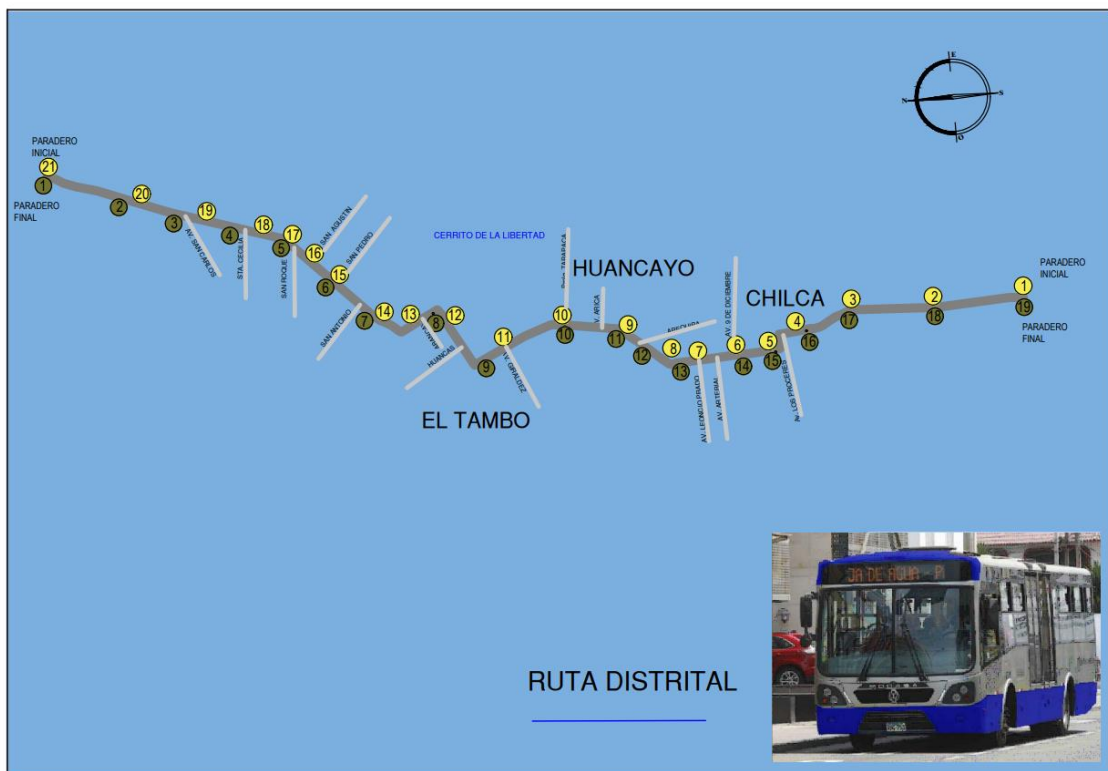 E
N
S
O
PARADERO
INICIAL
21
1
PARADERO
FINAL
20
2
19
3
AV. SAN CARLOS
18
4
STA. CECILIA
17
5
SAN ROQUE
16
SAN. AGUSTIN
15
SAN PEDRO
6
SAN ANTONIO
7
14
13
8
12
HUANCAS
9
11
GIRALDEZ
EL TAMBO
CERRITO DE LA LIBERTAD
TARAPACA
10
10
HUANCAYO
ARICA
9
11
12
8
13
7
AV. LEONCIO PRADO
AV. ARTERIAL
AV. 9 DE DICIEMBRE
6
14
5
15
AV. LOS PROCERES
CHILCA
4
16
3
17
2
18
PARADERO
INICIAL
1
19
PARADERO
FINAL
RUTA DISTRITAL
JA DE AGUA - P